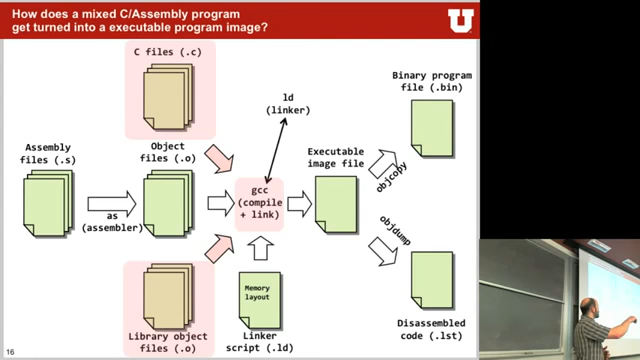 How does a mixed C/Assembly program
get turned into a executable program image?
U
C files (.c)
ld
(linker)
Binary program
file (.bin)
Assembly
files (.s)
Object
files (.o)
Executable
image file
as
(assembler)
gcc
(compile
+ link)
objcopy
objdump
Memory
layout
Library object
files (.o)
Linker
script (.ld)
Disassembled
code (.lst)
16